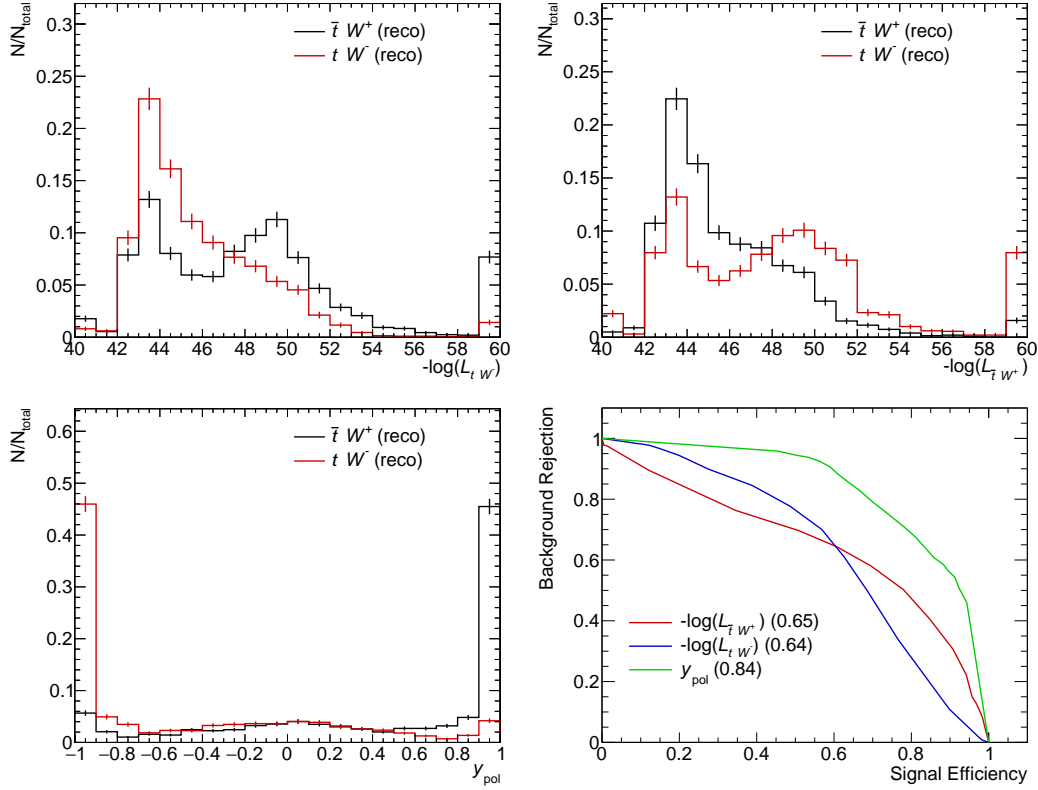 N/N_total
0.3
0.25
0.2
0.15
0.1
0.05
0
t̅ W⁺ (reco)
t W⁻ (reco)
40 42 44 46 48 50 52 54 56 58 60
-log(L_{t W⁻})
N/N_total
0.3
0.25
0.2
0.15
0.1
0.05
0
t̅ W⁺ (reco)
t W⁻ (reco)
40 42 44 46 48 50 52 54 56 58 60
-log(L_{t̅ W⁺})
N/N_total
0.6
0.5
0.4
0.3
0.2
0.1
0
t̅ W⁺ (reco)
t W⁻ (reco)
−1 −0.8 −0.6 −0.4 −0.2 0 0.2 0.4 0.6 0.8 1
y_pol
Background Rejection
1
0.8
0.6
0.4
0.2
0
-log(L_{t̅ W⁺}) (0.65)
-log(L_{t W⁻}) (0.64)
y_pol (0.84)
0 0.2 0.4 0.6 0.8 1
Signal Efficiency